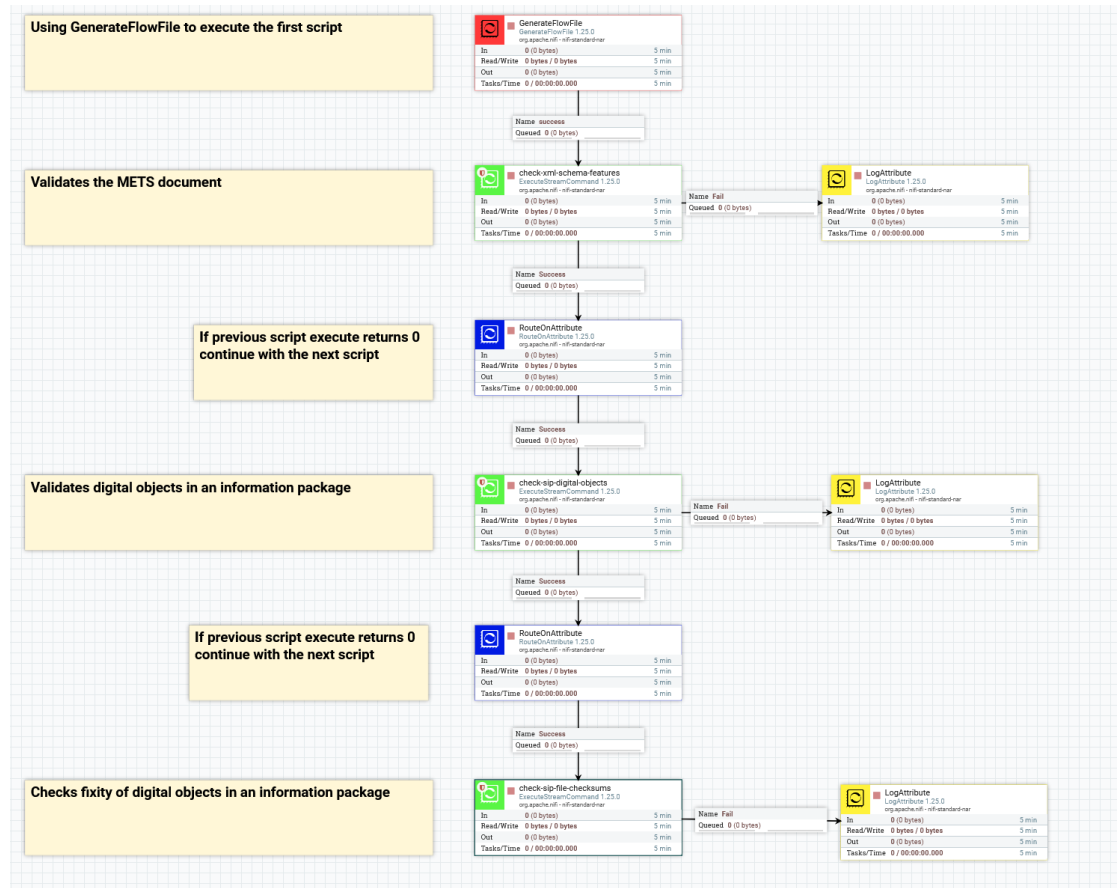 Using GenerateFlowFile to execute the first script
GenerateFlowFile
GenerateFlowFile 1.25.0
org.apache.nifi - nifi-standard-nar
In 0 (0 bytes) 5 min
Read/Write 0 bytes / 0 bytes 5 min
Out 0 (0 bytes) 5 min
Tasks/Time 0 / 00:00:00.000 5 min
Name success
Queued 0 (0 bytes)
Validates the METS document
check-xml-schema-features
ExecuteStreamCommand 1.25.0
org.apache.nifi - nifi-standard-nar
In 0 (0 bytes) 5 min
Read/Write 0 bytes / 0 bytes 5 min
Out 0 (0 bytes) 5 min
Tasks/Time 0 / 00:00:00.000 5 min
Name Fail
Queued 0 (0 bytes)
LogAttribute
LogAttribute 1.25.0
org.apache.nifi - nifi-standard-nar
In 0 (0 bytes) 5 min
Read/Write 0 bytes / 0 bytes 5 min
Out 0 (0 bytes) 5 min
Tasks/Time 0 / 00:00:00.000 5 min
Name Success
Queued 0 (0 bytes)
If previous script execute returns 0
continue with the next script
RouteOnAttribute
RouteOnAttribute 1.25.0
org.apache.nifi - nifi-standard-nar
In 0 (0 bytes) 5 min
Read/Write 0 bytes / 0 bytes 5 min
Out 0 (0 bytes) 5 min
Tasks/Time 0 / 00:00:00.000 5 min
Name Success
Queued 0 (0 bytes)
Validates digital objects in an information package
check-sip-digital-objects
ExecuteStreamCommand 1.25.0
org.apache.nifi - nifi-standard-nar
In 0 (0 bytes) 5 min
Read/Write 0 bytes / 0 bytes 5 min
Out 0 (0 bytes) 5 min
Tasks/Time 0 / 00:00:00.000 5 min
Name Fail
Queued 0 (0 bytes)
LogAttribute
LogAttribute 1.25.0
org.apache.nifi - nifi-standard-nar
In 0 (0 bytes) 5 min
Read/Write 0 bytes / 0 bytes 5 min
Out 0 (0 bytes) 5 min
Tasks/Time 0 / 00:00:00.000 5 min
Name Success
Queued 0 (0 bytes)
If previous script execute returns 0
continue with the next script
RouteOnAttribute
RouteOnAttribute 1.25.0
org.apache.nifi - nifi-standard-nar
In 0 (0 bytes) 5 min
Read/Write 0 bytes / 0 bytes 5 min
Out 0 (0 bytes) 5 min
Tasks/Time 0 / 00:00:00.000 5 min
Name Success
Queued 0 (0 bytes)
Checks fixity of digital objects in an information package
check-sip-file-checksums
ExecuteStreamCommand 1.25.0
org.apache.nifi - nifi-standard-nar
In 0 (0 bytes) 5 min
Read/Write 0 bytes / 0 bytes 5 min
Out 0 (0 bytes) 5 min
Tasks/Time 0 / 00:00:00.000 5 min
Name Fail
Queued 0 (0 bytes)
LogAttribute
LogAttribute 1.25.0
org.apache.nifi - nifi-standard-nar
In 0 (0 bytes) 5 min
Read/Write 0 bytes / 0 bytes 5 min
Out 0 (0 bytes) 5 min
Tasks/Time 0 / 00:00:00.000 5 min